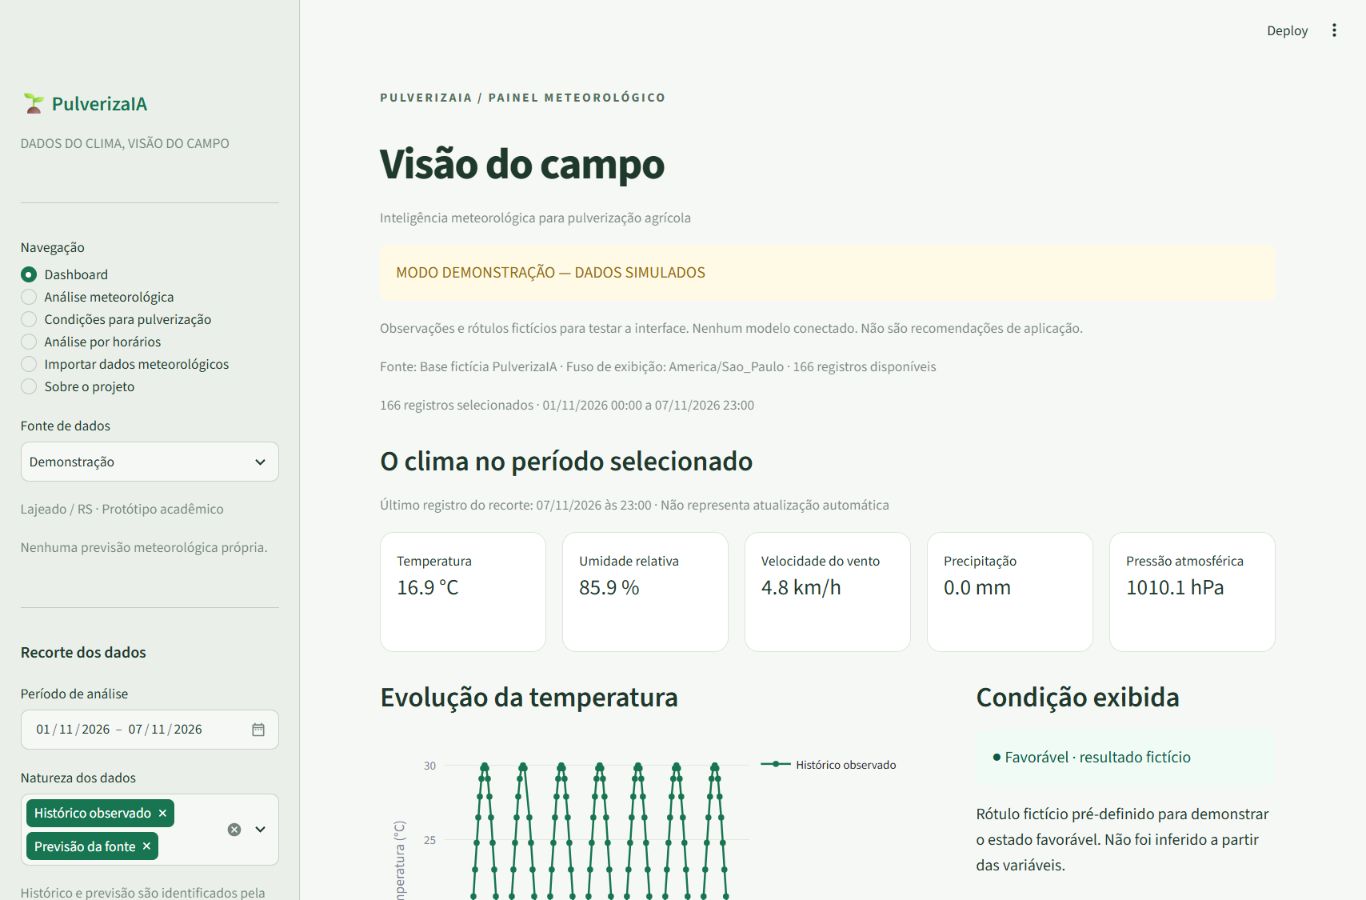 Deploy
PulverizaIA
DADOS DO CLIMA, VISÃO DO CAMPO
Navegação
Dashboard
Análise meteorológica
Condições para pulverização
Análise por horários
Importar dados meteorológicos
Sobre o projeto
Fonte de dados
Demonstração
Lajeado / RS · Protótipo acadêmico
Nenhuma previsão meteorológica própria.
Recorte dos dados
Período de análise
01/11/2026 – 07/11/2026
Natureza dos dados
Histórico observado ×
Previsão da fonte ×
Histórico e previsão são identificados pela
PULVERIZAIA / PAINEL METEOROLÓGICO
Visão do campo
Inteligência meteorológica para pulverização agrícola
MODO DEMONSTRAÇÃO — DADOS SIMULADOS
Observações e rótulos fictícios para testar a interface. Nenhum modelo conectado. Não são recomendações de aplicação.
Fonte: Base fictícia PulverizaIA · Fuso de exibição: America/Sao_Paulo · 166 registros disponíveis
166 registros selecionados · 01/11/2026 00:00 a 07/11/2026 23:00
O clima no período selecionado
Último registro do recorte: 07/11/2026 às 23:00 · Não representa atualização automática
Temperatura
16.9 °C
Umidade relativa
85.9 %
Velocidade do vento
4.8 km/h
Precipitação
0.0 mm
Pressão atmosférica
1010.1 hPa
Evolução da temperatura
30
25
nperatura (°C)
Histórico observado
Condição exibida
● Favorável · resultado fictício
Rótulo fictício pré-definido para demonstrar
o estado favorável. Não foi inferido a partir
das variáveis.